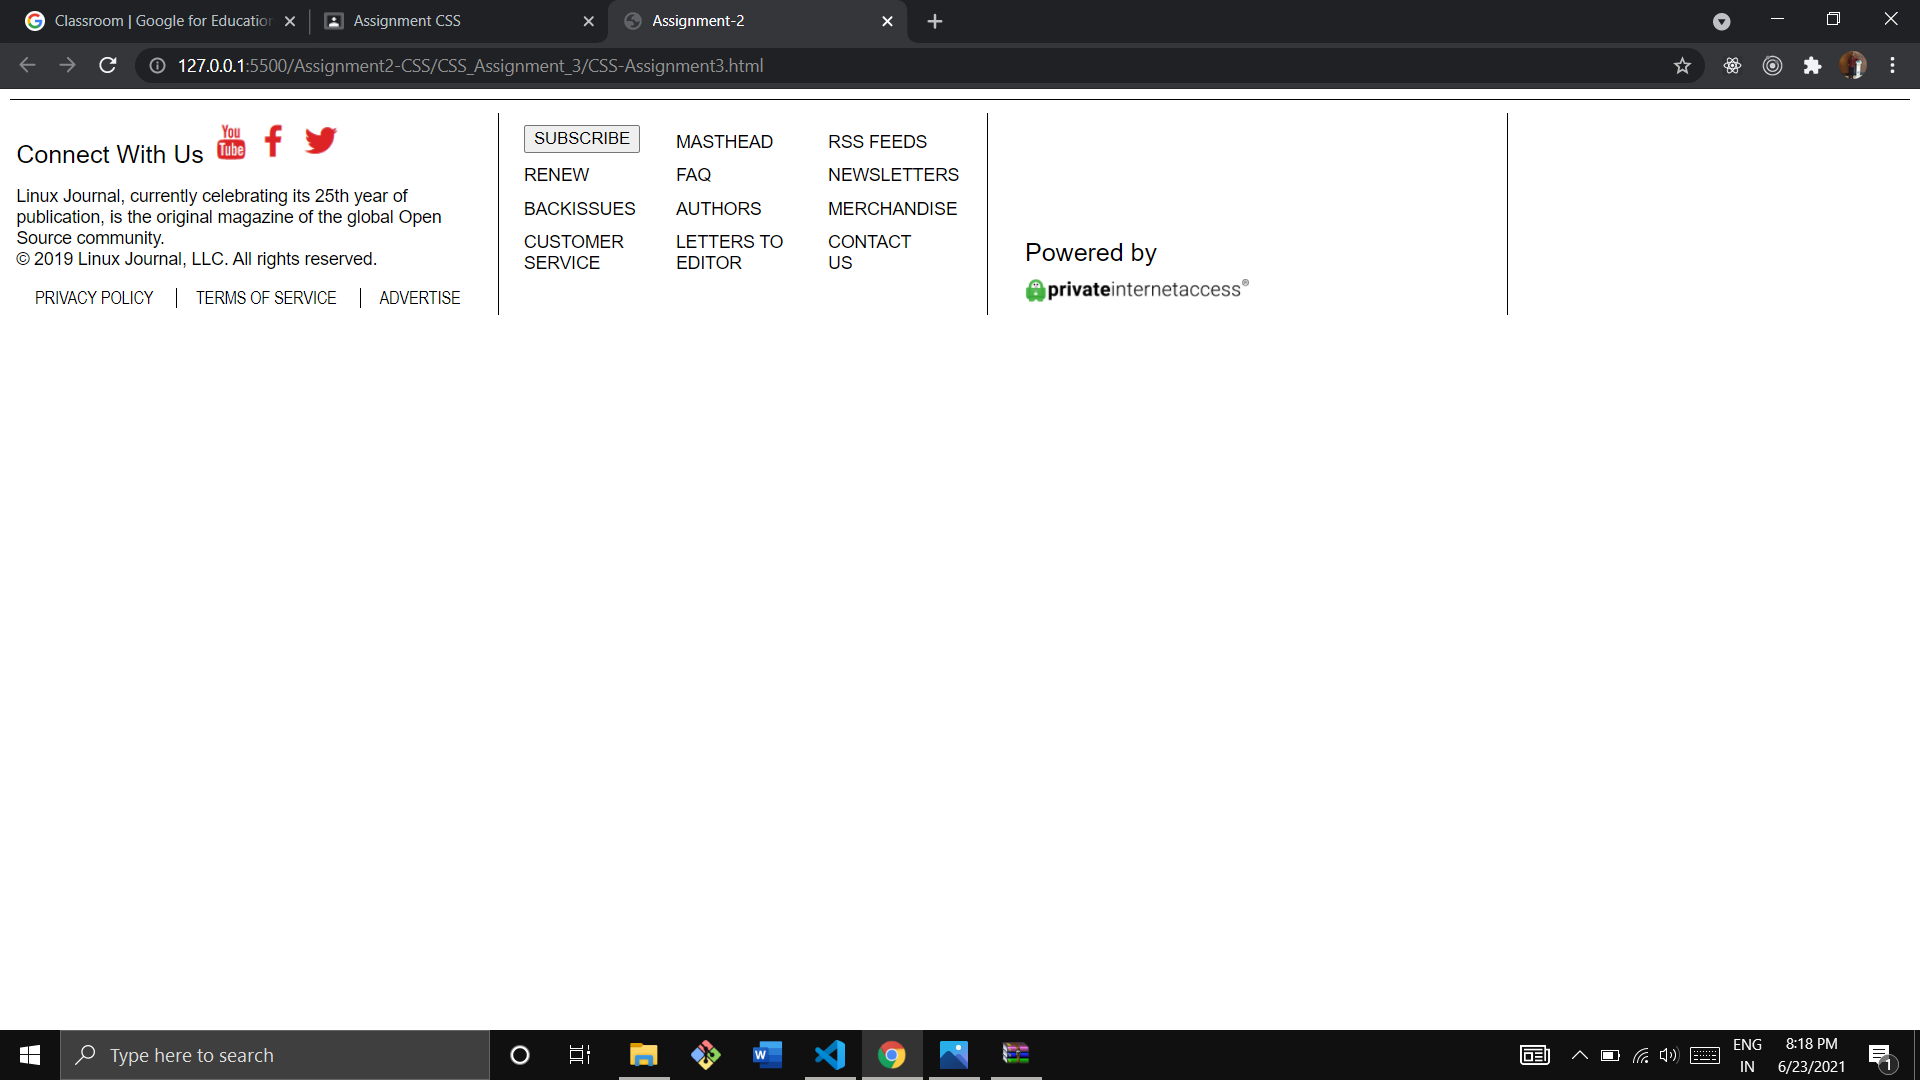 Classroom | Google for Education
Assignment CSS
Assignment-2
127.0.0.1:5500/Assignment2-CSS/CSS_Assignment_3/CSS-Assignment3.html
Connect With Us
You
Tube
Linux Journal, currently celebrating its 25th year of
publication, is the original magazine of the global Open
Source community.
© 2019 Linux Journal, LLC. All rights reserved.
PRIVACY POLICY
TERMS OF SERVICE
ADVERTISE
SUBSCRIBE
MASTHEAD
RSS FEEDS
RENEW
FAQ
NEWSLETTERS
BACKISSUES
AUTHORS
MERCHANDISE
CUSTOMER
SERVICE
LETTERS TO
EDITOR
CONTACT
US
Powered by
privateinternetaccess®
Type here to search
ENG
IN
8:18 PM
6/23/2021
1